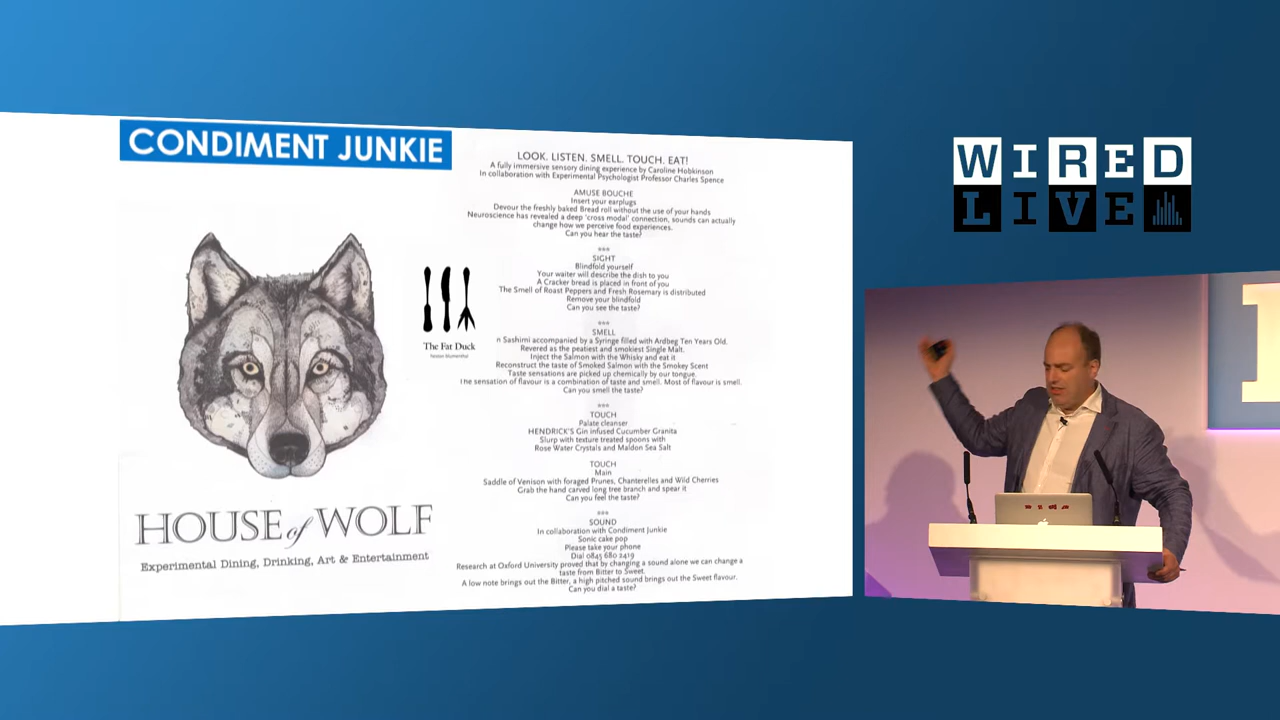 CONDIMENT JUNKIE
LOOK. LISTEN. SMELL. TOUCH. EAT!
A fully immersive sensory dining experience by Caroline Hobkinson
In collaboration with Experimental Psychologist Professor Charles Spence
AMUSE BOUCHE
Insert your earplugs
Devour the freshly baked Bread roll without the use of your hands
Neuroscience has revealed a deep 'cross modal' connection, sounds can actually
change how we perceive food experiences.
Can you hear the taste?
***
SIGHT
Blindfold yourself
Your waiter will describe the dish to you
A Cracker bread is placed in front of you
The Smell of Roast Peppers and Fresh Rosemary is distributed
Remove your blindfold
Can you see the taste?
***
SMELL
n Sashimi accompanied by a Syringe filled with Ardbeg Ten Years Old.
Revered as the peatiest and smokiest Single Malt.
Inject the Salmon with the Whisky and eat it
Reconstruct the taste of Smoked Salmon with the Smokey Scent
Taste sensations are picked up chemically by our tongue.
The sensation of flavour is a combination of taste and smell. Most of flavour is smell.
Can you smell the taste?
***
TOUCH
Palate cleanser
HENDRICK'S Gin infused Cucumber Granita
Slurp with texture treated spoons with
Rose Water Crystals and Maldon Sea Salt
TOUCH
Main
Saddle of Venison with foraged Prunes, Chanterelles and Wild Cherries
Grab the hand carved long tree branch and spear it
Can you feel the taste?
***
SOUND
In collaboration with Condiment Junkie
Sonic cake pop
Please take your phone
Dial 0845 680 2419
Research at Oxford University proved that by changing a sound alone we can change a
taste from Bitter to Sweet.
A low note brings out the Bitter, a high pitched sound brings out the Sweet flavour.
Can you dial a taste?
The Fat Duck
heston blumenthal
HOUSE of WOLF
Experimental Dining, Drinking, Art & Entertainment
WIRED
LIVE